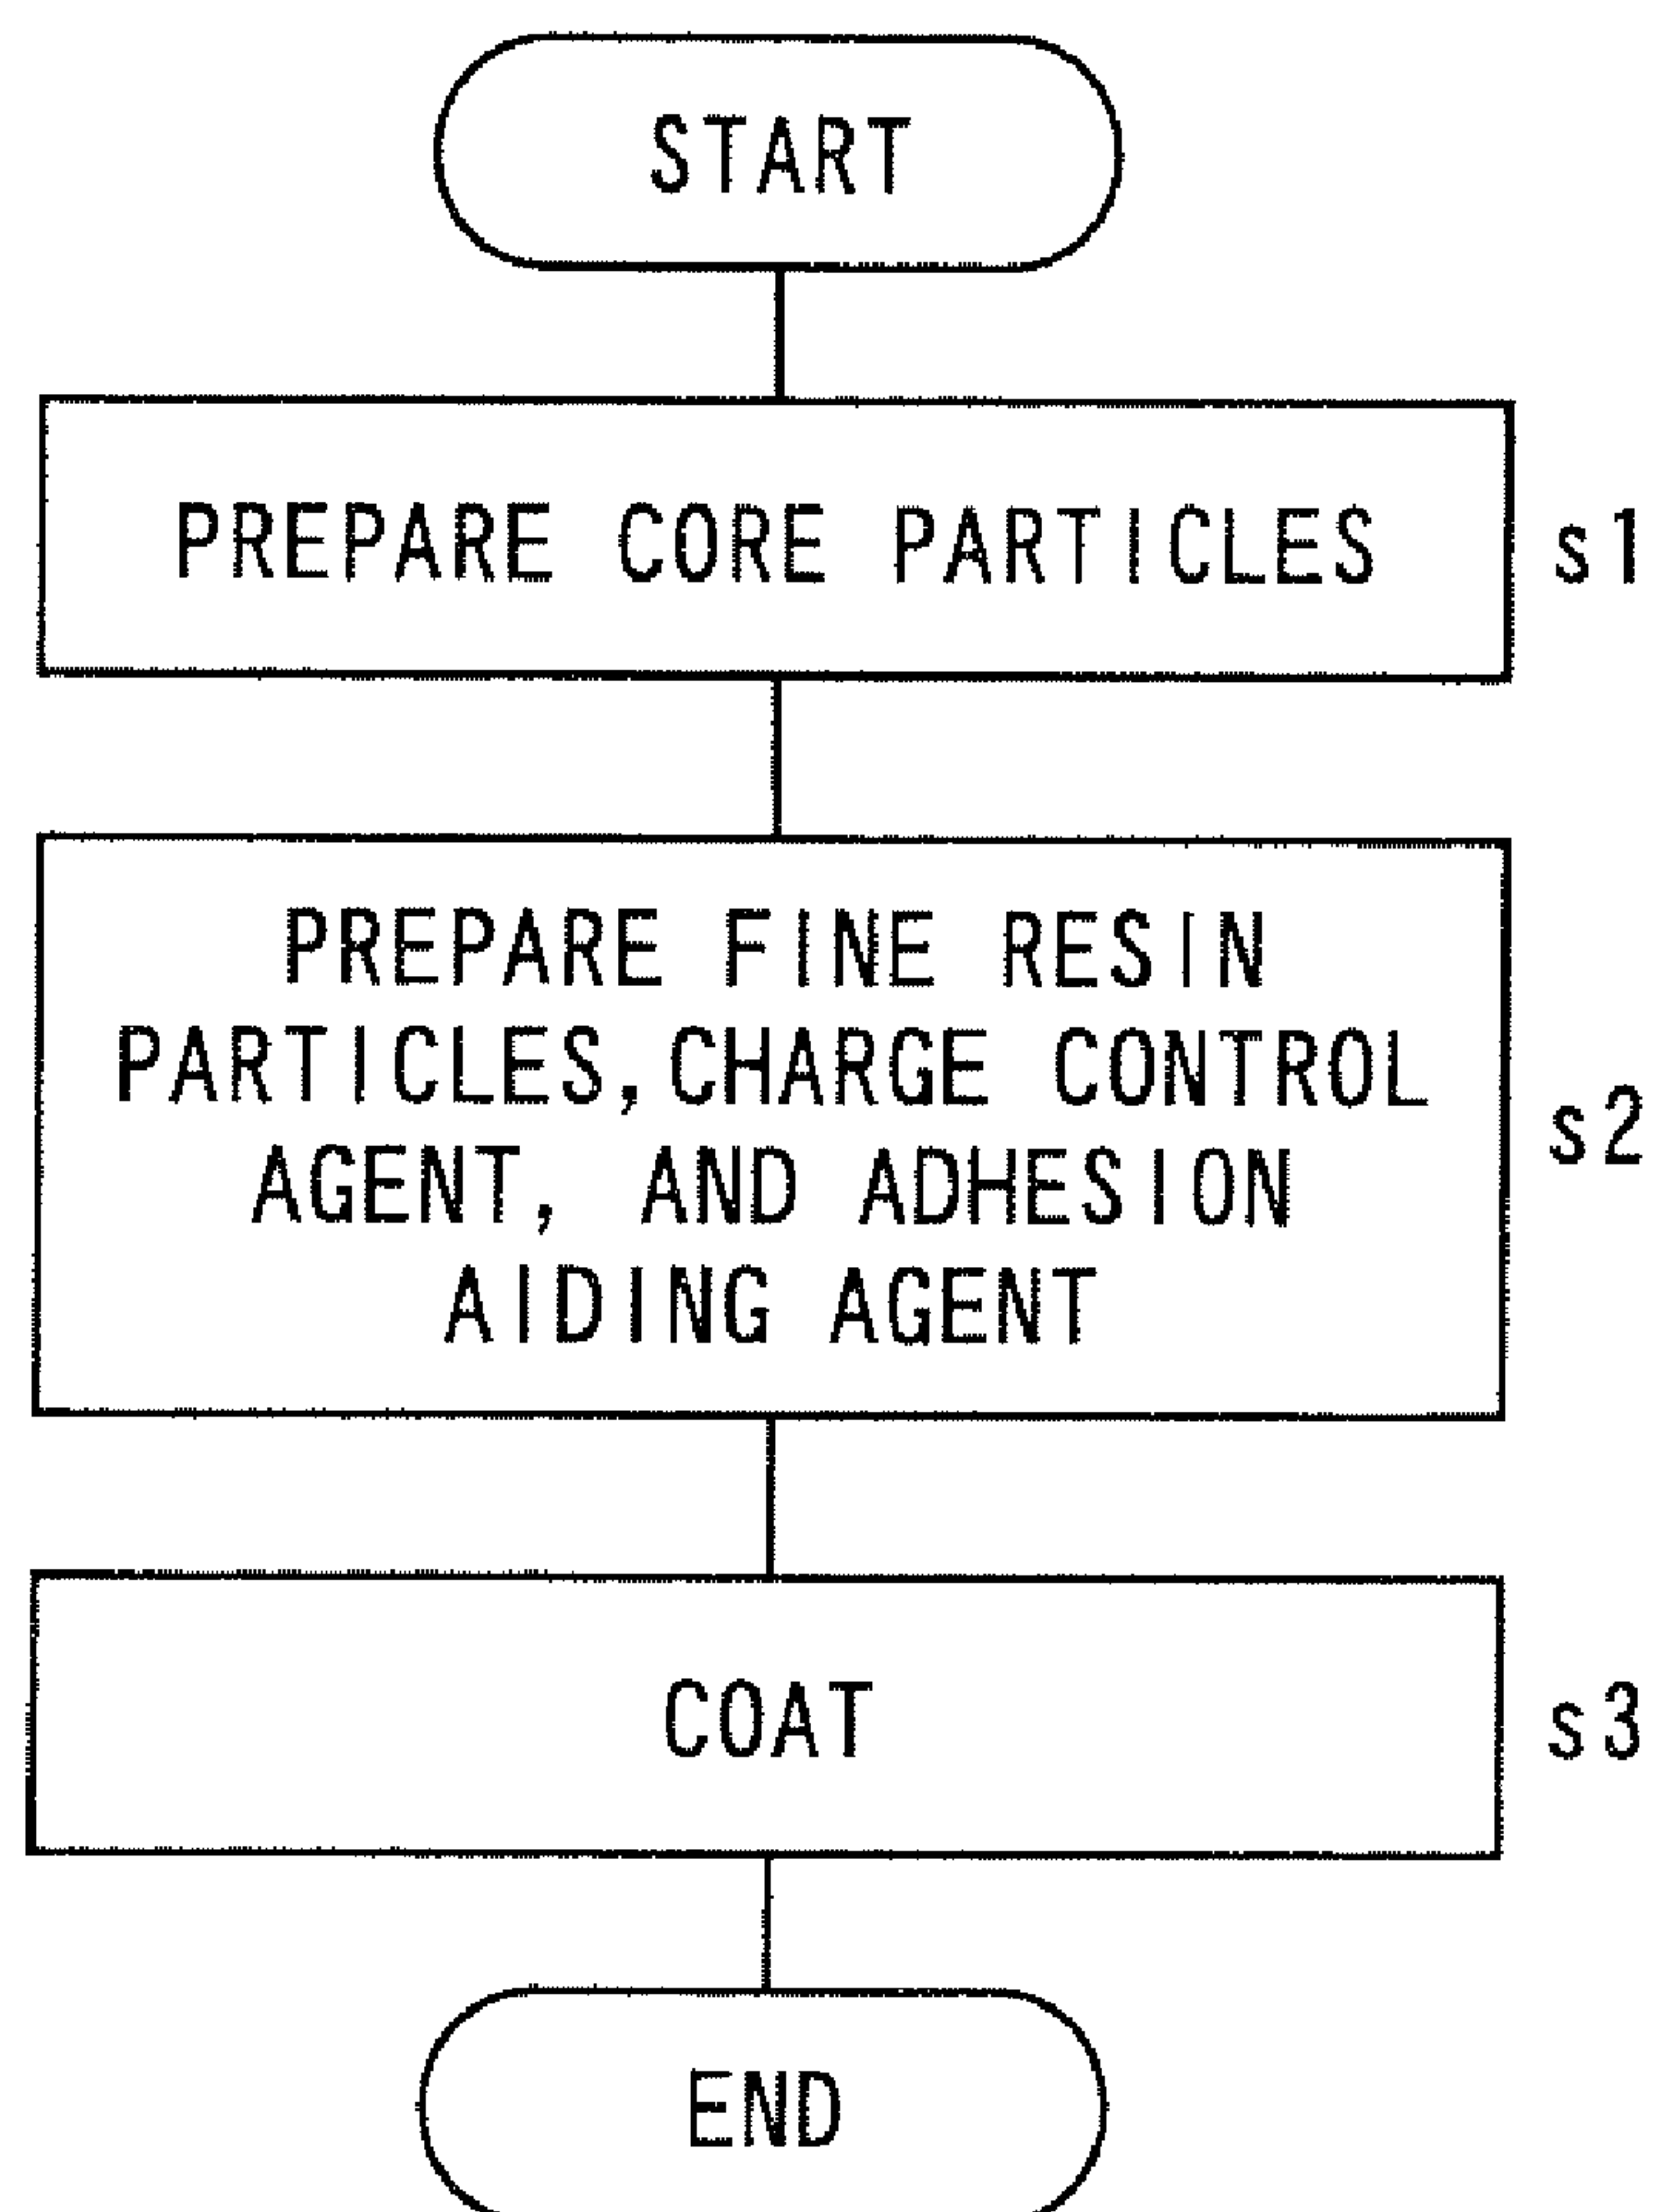 START
PREPARE CORE PARTICLES s1
PREPARE FINE RESIN
PARTICLES,CHARGE CONTROL
AGENT, AND ADHESION
AIDING AGENT
s2
COAT s3
END